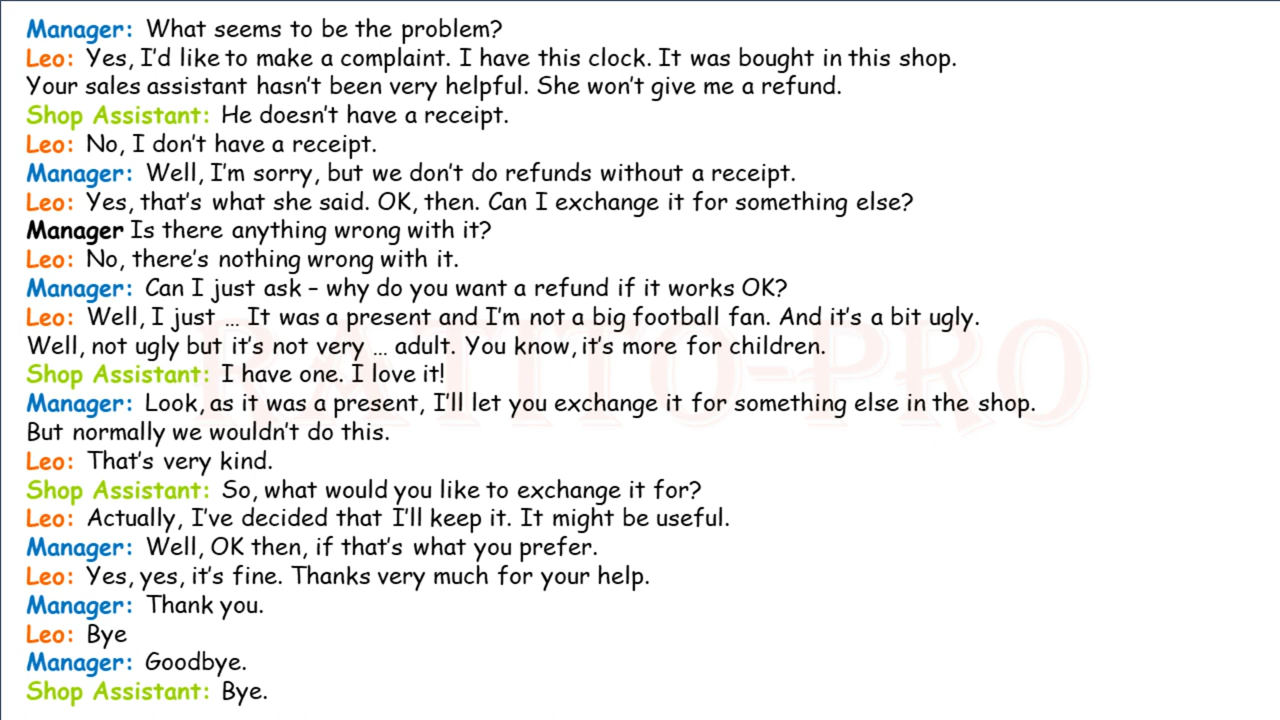 Manager: What seems to be the problem?
Leo: Yes, I'd like to make a complaint. I have this clock. It was bought in this shop.
Your sales assistant hasn't been very helpful. She won't give me a refund.
Shop Assistant: He doesn't have a receipt.
Leo: No, I don't have a receipt.
Manager: Well, I'm sorry, but we don't do refunds without a receipt.
Leo: Yes, that's what she said. OK, then. Can I exchange it for something else?
Manager Is there anything wrong with it?
Leo: No, there's nothing wrong with it.
Manager: Can I just ask – why do you want a refund if it works OK?
Leo: Well, I just … It was a present and I'm not a big football fan. And it's a bit ugly.
Well, not ugly but it's not very … adult. You know, it's more for children.
Shop Assistant: I have one. I love it!
Manager: Look, as it was a present, I'll let you exchange it for something else in the shop.
But normally we wouldn't do this.
Leo: That's very kind.
Shop Assistant: So, what would you like to exchange it for?
Leo: Actually, I've decided that I'll keep it. It might be useful.
Manager: Well, OK then, if that's what you prefer.
Leo: Yes, yes, it's fine. Thanks very much for your help.
Manager: Thank you.
Leo: Bye
Manager: Goodbye.
Shop Assistant: Bye.
RATITO-PRO